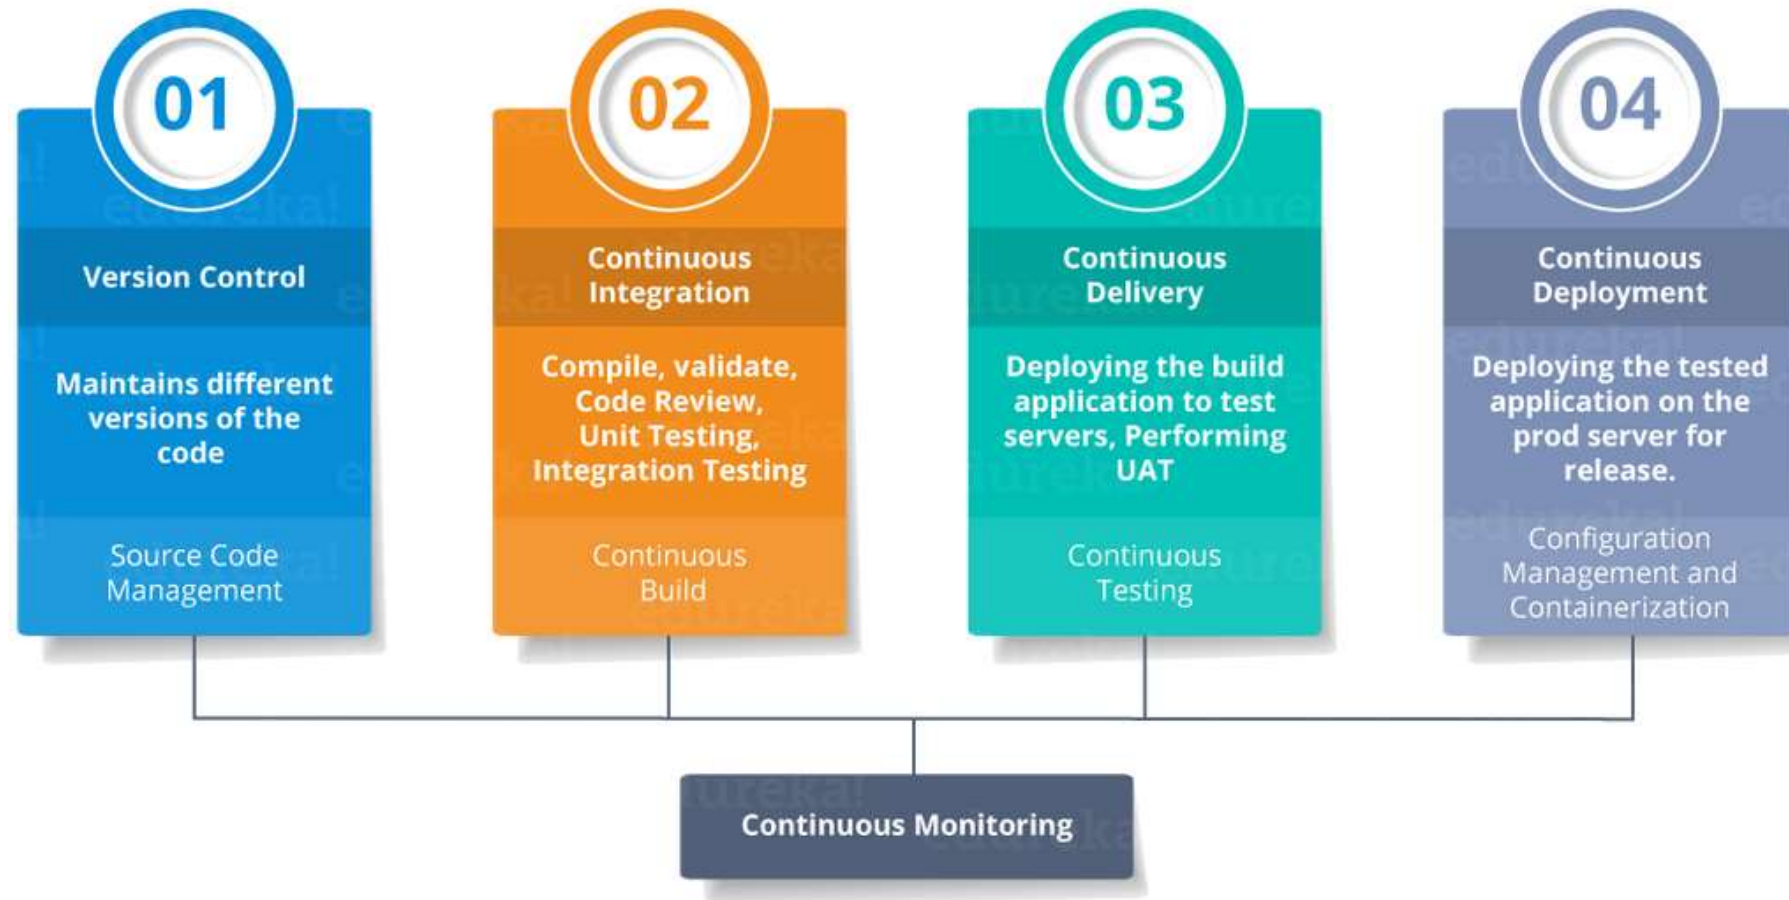 01
Version Control
Maintains different
versions of the
code
Source Code
Management
02
Continuous
Integration
Compile, validate,
Code Review,
Unit Testing,
Integration Testing
Continuous
Build
03
Continuous
Delivery
Deploying the build
application to test
servers, Performing
UAT
Continuous
Testing
04
Continuous
Deployment
Deploying the tested
application on the
prod server for
release.
Configuration
Management and
Containerization
Continuous Monitoring